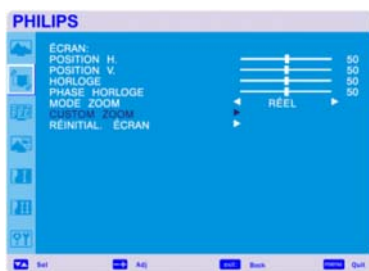 PHILIPS
ÉCRAN:
POSITION H. 50
POSITION V. 50
HORLOGE 50
PHASE HORLOGE 50
MODE ZOOM RÉEL
CUSTOM ZOOM
RÉINITIAL. ÉCRAN
Sel Adj exit Back menu Quit